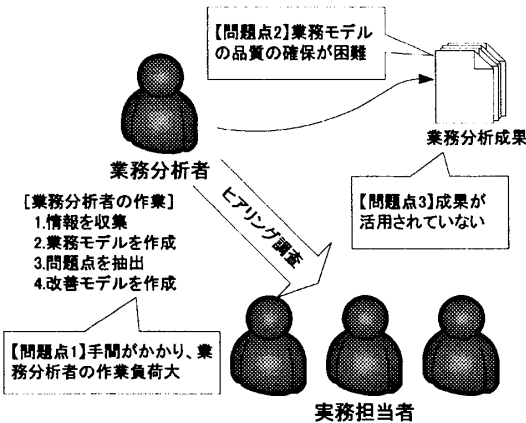 【問題点2】業務モデル
の品質の確保が困難
業務分析者
業務分析成果
[業務分析者の作業]
1.情報を収集
2.業務モデルを作成
3.問題点を抽出
4.改善モデルを作成
ヒアリング調査
【問題点3】成果が
活用されていない
【問題点1】手間がかかり、業
務分析者の作業負荷大
実務担当者